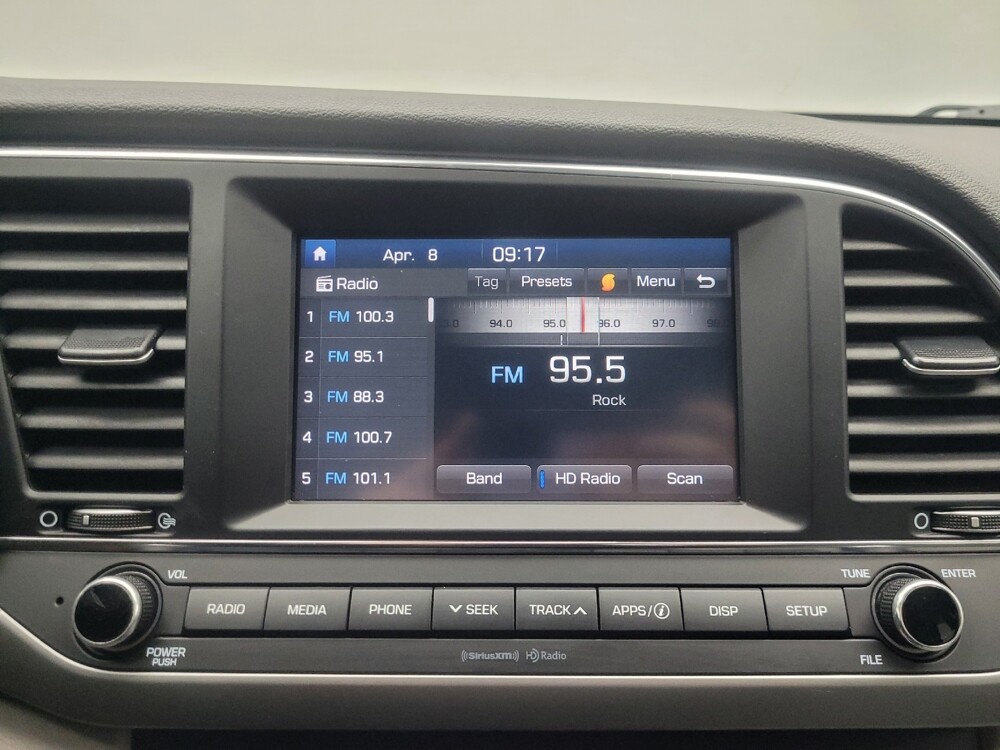 Apr. 8 09:17
Radio Tag Presets Menu
94.0 95.0 96.0 97.0
1 FM 100.3
2 FM 95.1
3 FM 88.3
4 FM 100.7
5 FM 101.1
FM 95.5
Rock
Band HD Radio Scan
VOL
TUNE ENTER
RADIO MEDIA PHONE SEEK TRACK APPS/i DISP SETUP
POWER
PUSH
FILE
((SiriusXM)) HD Radio